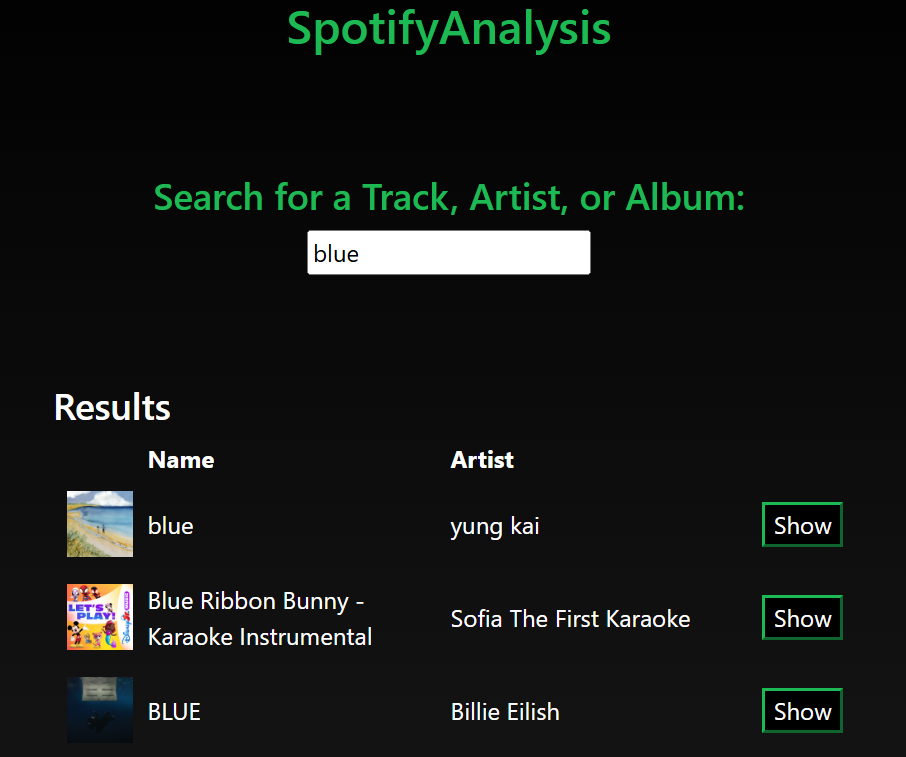 SpotifyAnalysis
Search for a Track, Artist, or Album:
blue
Results
Name Artist
blue yung kai Show
LET'S
PLAY!
Disney
Blue Ribbon Bunny -
Karaoke Instrumental
Sofia The First Karaoke Show
BLUE Billie Eilish Show